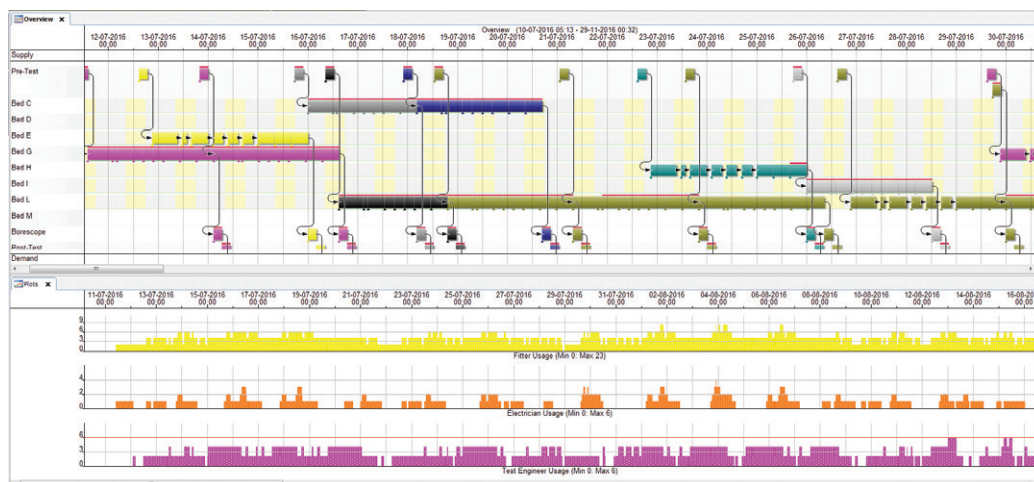 Overview X
Overview (10-07-2016 05:13 - 29-11-2016 00:32)
12-07-2016 13-07-2016 14-07-2016 15-07-2016 16-07-2016 17-07-2016 18-07-2016 19-07-2016 20-07-2016 21-07-2016 22-07-2016 23-07-2016 24-07-2016 25-07-2016 26-07-2016 27-07-2016 28-07-2016 29-07-2016 30-07-2016
00;00 00;00 00;00 00;00 00;00 00;00 00;00 00;00 00;00 00;00 00;00 00;00 00;00 00;00 00;00 00;00 00;00 00;00 00;00
Supply
Pre-Test
Bed C
Bed D
Bed E
Bed G
Bed H
Bed I
Bed L
Bed M
Borescope
Post-Test
Demand
Plots X
11-07-2016 13-07-2016 15-07-2016 17-07-2016 19-07-2016 21-07-2016 23-07-2016 25-07-2016 27-07-2016 29-07-2016 31-07-2016 02-08-2016 04-08-2016 06-08-2016 08-08-2016 10-08-2016 12-08-2016 14-08-2016 16-08-20
00;00 00;00 00;00 00;00 00;00 00;00 00;00 00;00 00;00 00;00 00;00 00;00 00;00 00;00 00;00 00;00 00;00 00;00 00;00
9
6
3
0
Fitter Usage (Min 0: Max 23)
4
2
0
Electrician Usage (Min 0: Max 6)
6
3
0
Test Engineer Usage (Min 0: Max 6)